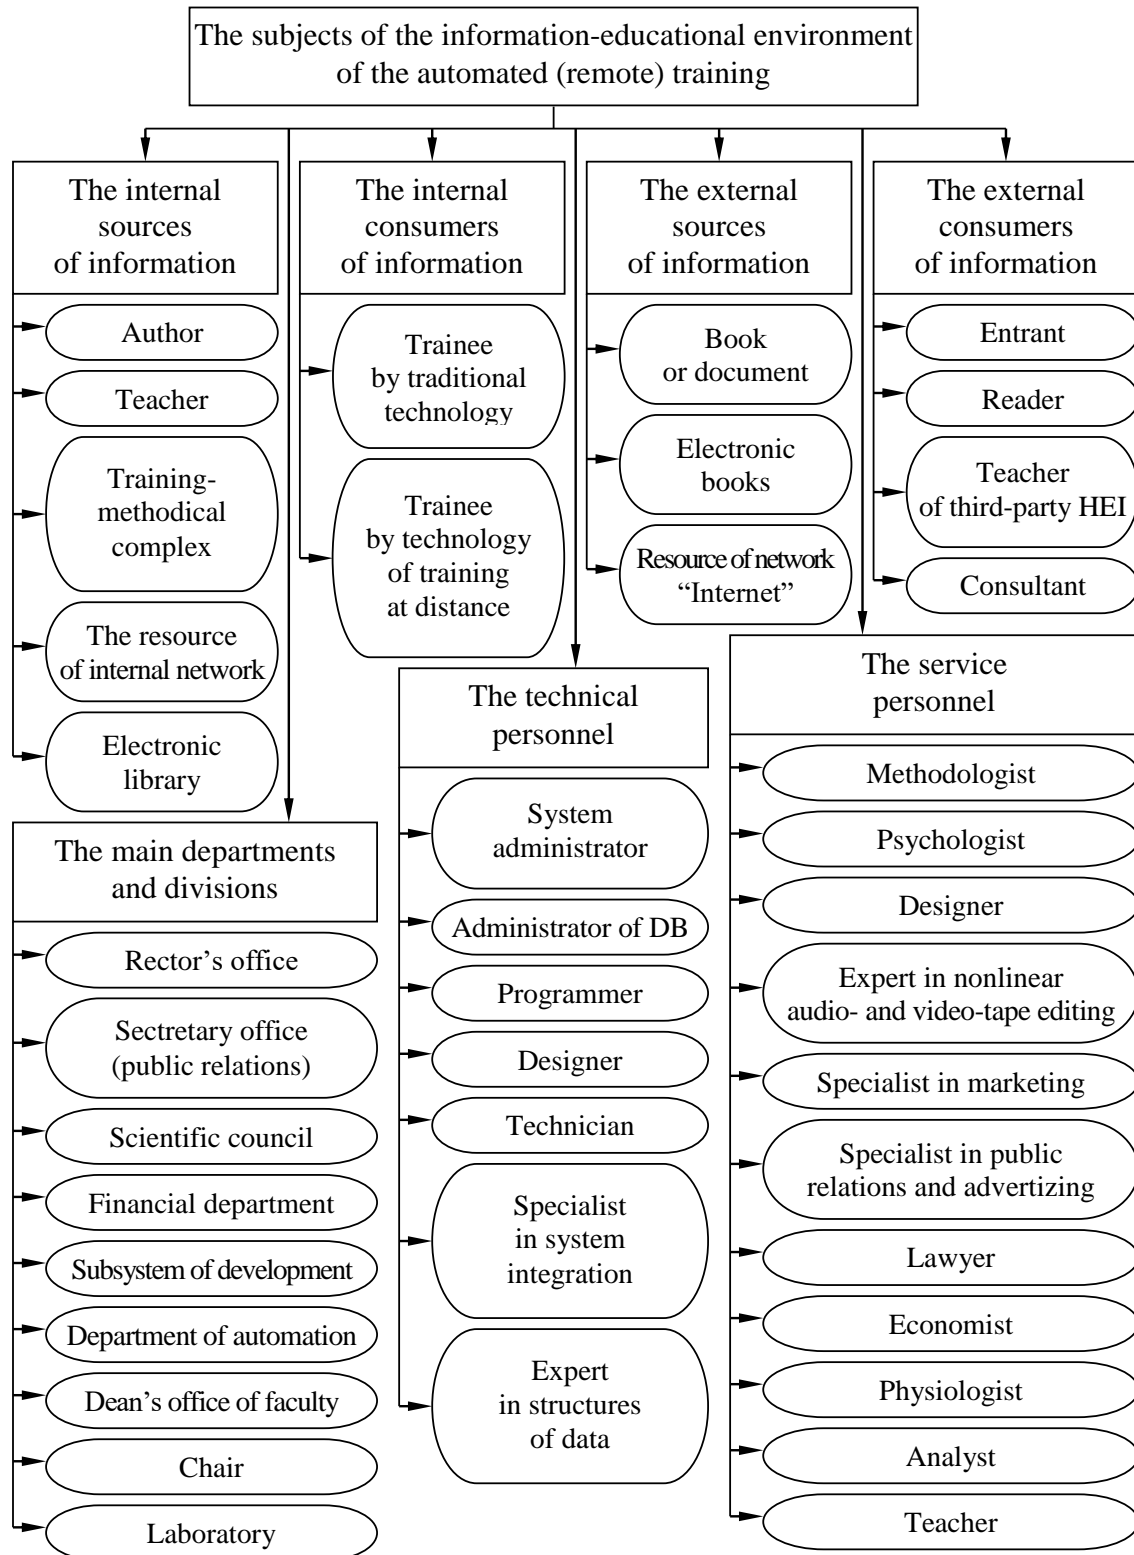 The subjects of the information-educational environment
of the automated (remote) training
The internal
sources
of information
Author
Teacher
Training-
methodical
complex
The resource
of internal network
Electronic
library
The internal
consumers
of information
Trainee
by traditional
technology
Trainee
by technology
of training
at distance
The external
sources
of information
Book
or document
Electronic
books
Resource of network
“Internet”
The external
consumers
of information
Entrant
Reader
Teacher
of third-party HEI
Consultant
The main departments
and divisions
Rector’s office
Sectretary office
(public relations)
Scientific council
Financial department
Subsystem of development
Department of automation
Dean’s office of faculty
Chair
Laboratory
The technical
personnel
System
administrator
Administrator of DB
Programmer
Designer
Technician
Specialist
in system
integration
Expert
in structures
of data
The service
personnel
Methodologist
Psychologist
Designer
Expert in nonlinear
audio- and video-tape editing
Specialist in marketing
Specialist in public
relations and advertizing
Lawyer
Economist
Physiologist
Analyst
Teacher